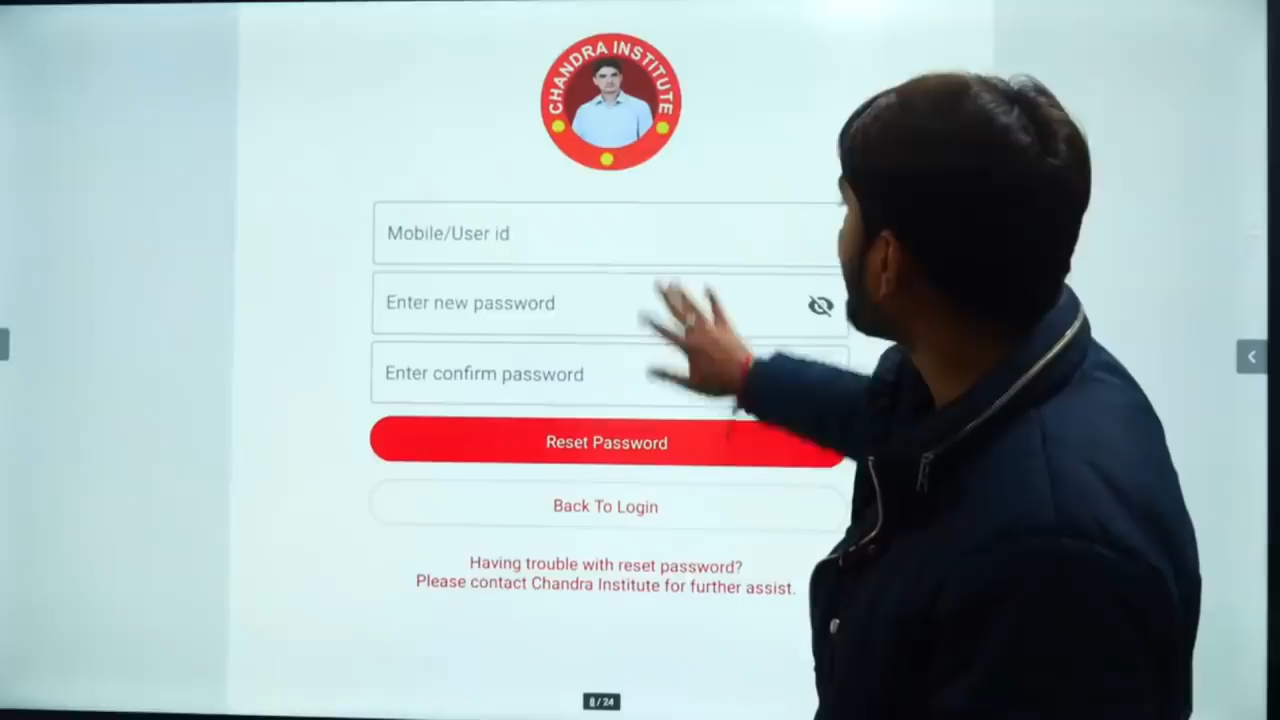 CHANDRA INSTITUTE
Mobile/User id
Enter new password
Enter confirm password
Reset Password
Back To Login
Having trouble with reset password?
Please contact Chandra Institute for further assist.
8/24